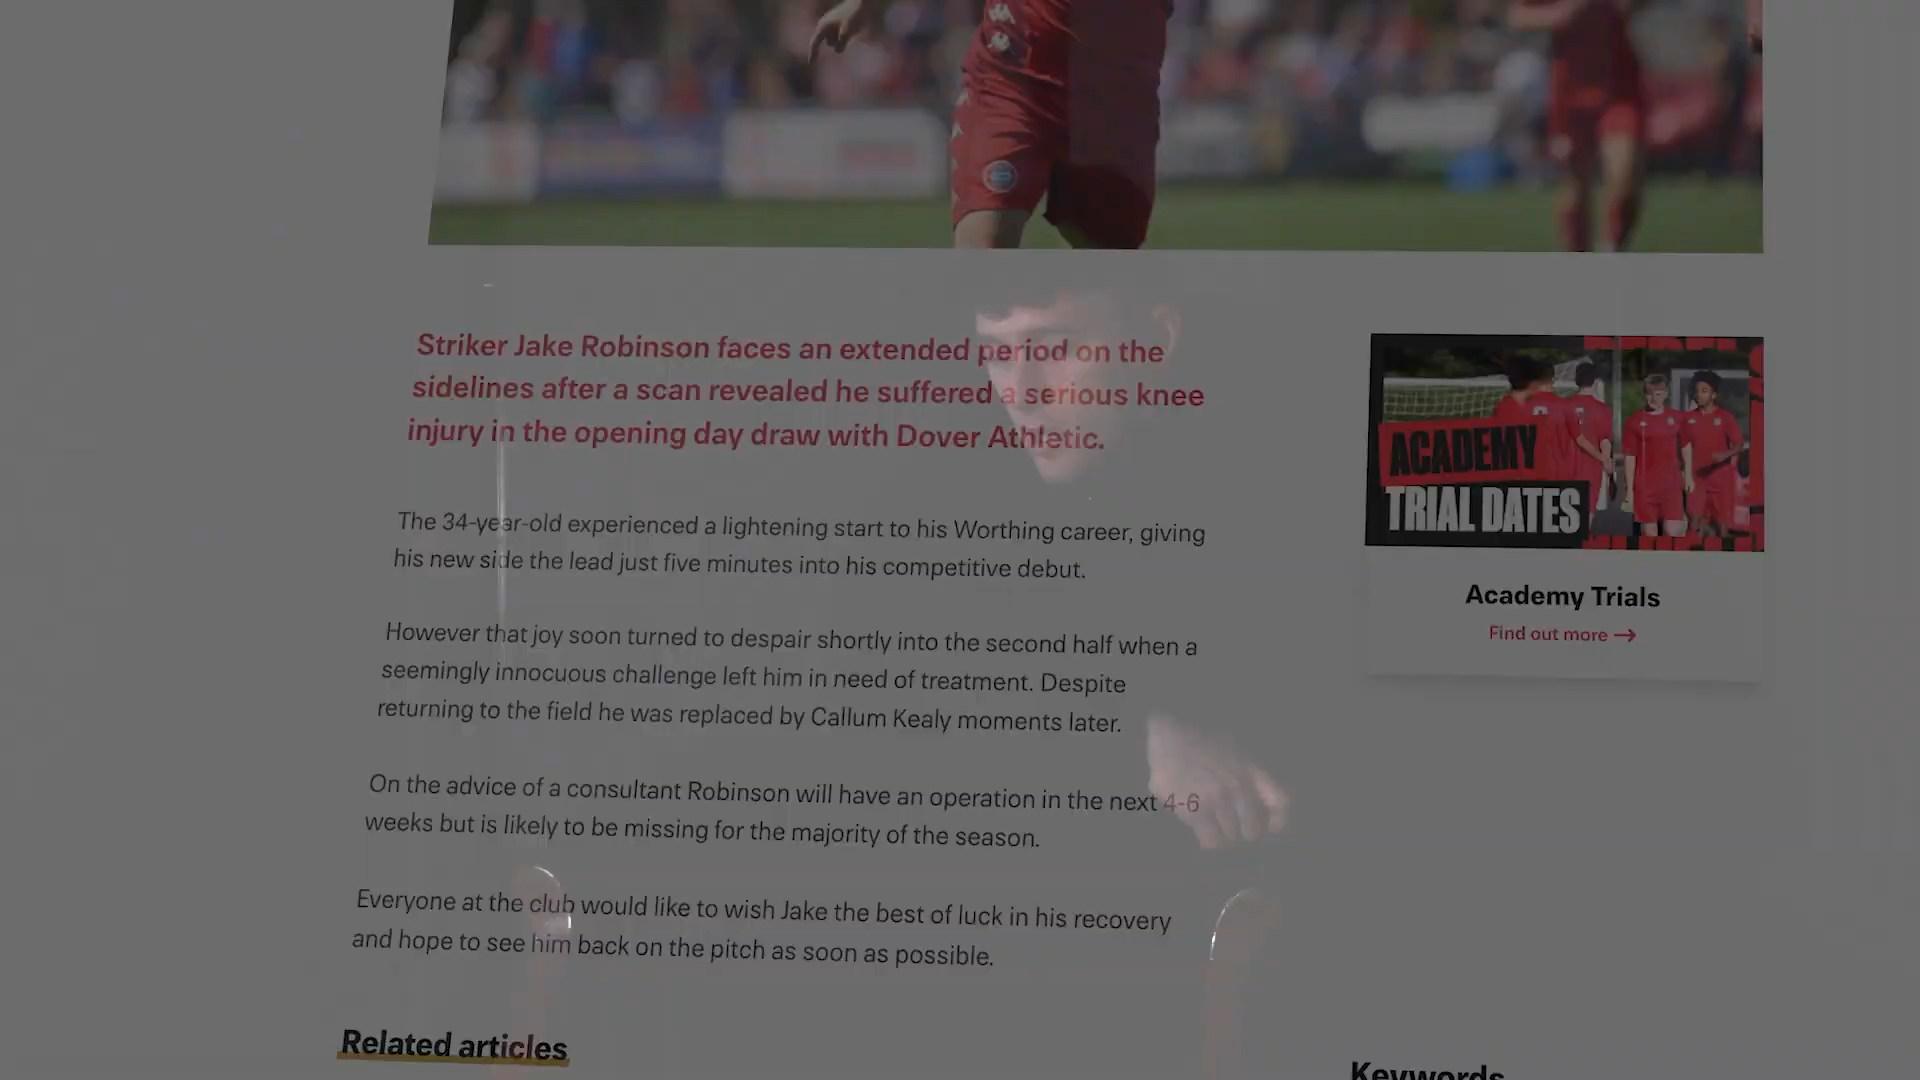 Striker Jake Robinson faces an extended period on the
sidelines after a scan revealed he suffered a serious knee
injury in the opening day draw with Dover Athletic.
The 34-year-old experienced a lightening start to his Worthing career, giving
his new side the lead just five minutes into his competitive debut.
However that joy soon turned to despair shortly into the second half when a
seemingly innocuous challenge left him in need of treatment. Despite
returning to the field he was replaced by Callum Kealy moments later.
On the advice of a consultant Robinson will have an operation in the next 4-6
weeks but is likely to be missing for the majority of the season.
Everyone at the club would like to wish Jake the best of luck in his recovery
and hope to see him back on the pitch as soon as possible.
Related articles
ACADEMY
TRIAL DATES
Academy Trials
Find out more →
Keywords